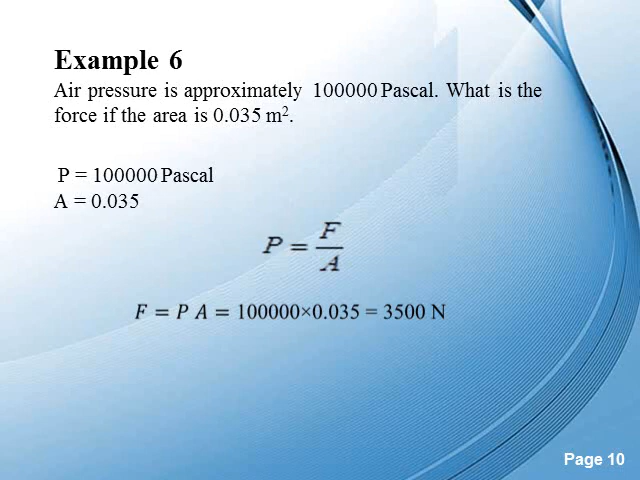 Example 6
Air pressure is approximately 100000 Pascal. What is the
force if the area is 0.035 m².
P = 100000 Pascal
A = 0.035
P = F/A
F = P A = 100000×0.035 = 3500 N
Page 10